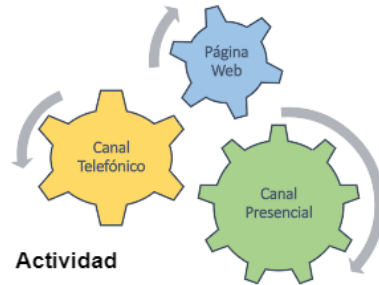 Página
Web
Canal
Telefónico
Canal
Presencial
Actividad